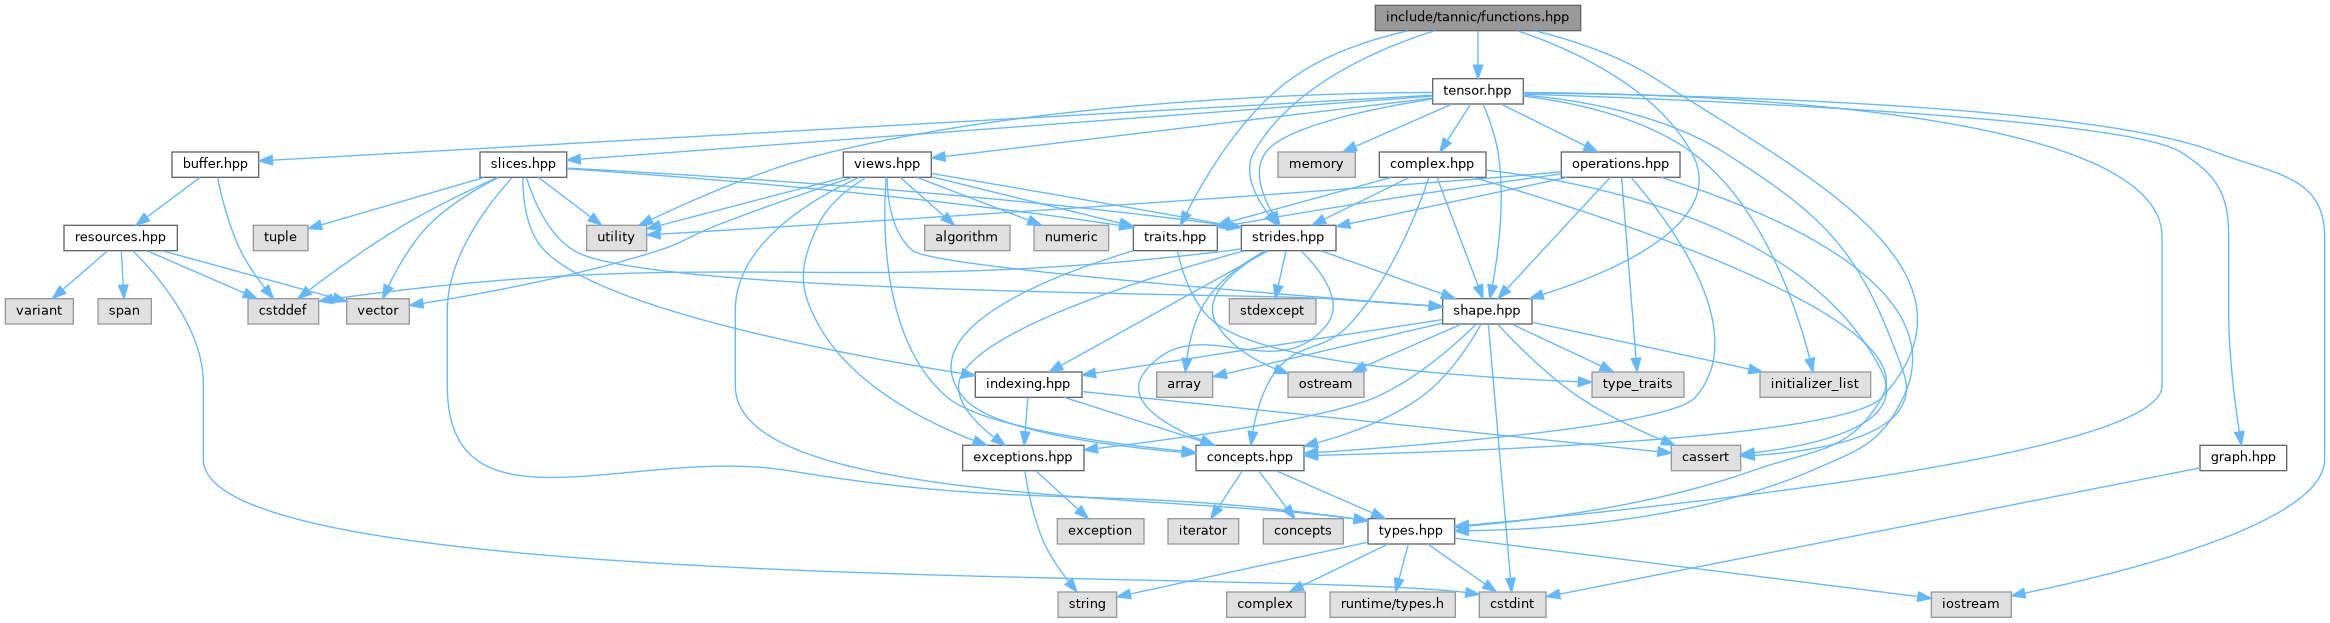 include/tannic/functions.hpp
tensor.hpp
buffer.hpp
slices.hpp
views.hpp
memory
complex.hpp
operations.hpp
resources.hpp
tuple
utility
algorithm
numeric
traits.hpp
strides.hpp
variant
span
cstddef
vector
stdexcept
shape.hpp
indexing.hpp
array
ostream
type_traits
initializer_list
exceptions.hpp
concepts.hpp
cassert
graph.hpp
exception
iterator
concepts
types.hpp
string
complex
runtime/types.h
cstdint
iostream